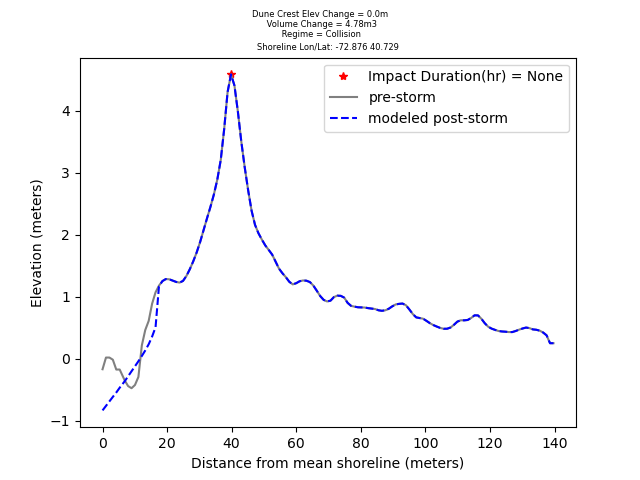 Dune Crest Elev Change = 0.0m
Volume Change = 4.78m3
Regime = Collision
Shoreline Lon/Lat: -72.876 40.729
Impact Duration(hr) = None
pre-storm
modeled post-storm
4
3
2
1
0
−1
Elevation (meters)
0 20 40 60 80 100 120 140
Distance from mean shoreline (meters)